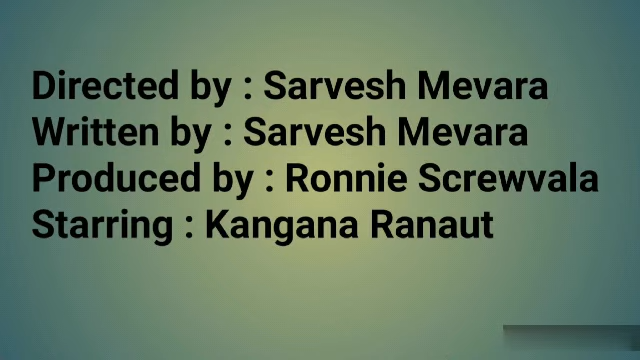 Directed by : Sarvesh Mevara
Written by : Sarvesh Mevara
Produced by : Ronnie Screwvala
Starring : Kangana Ranaut